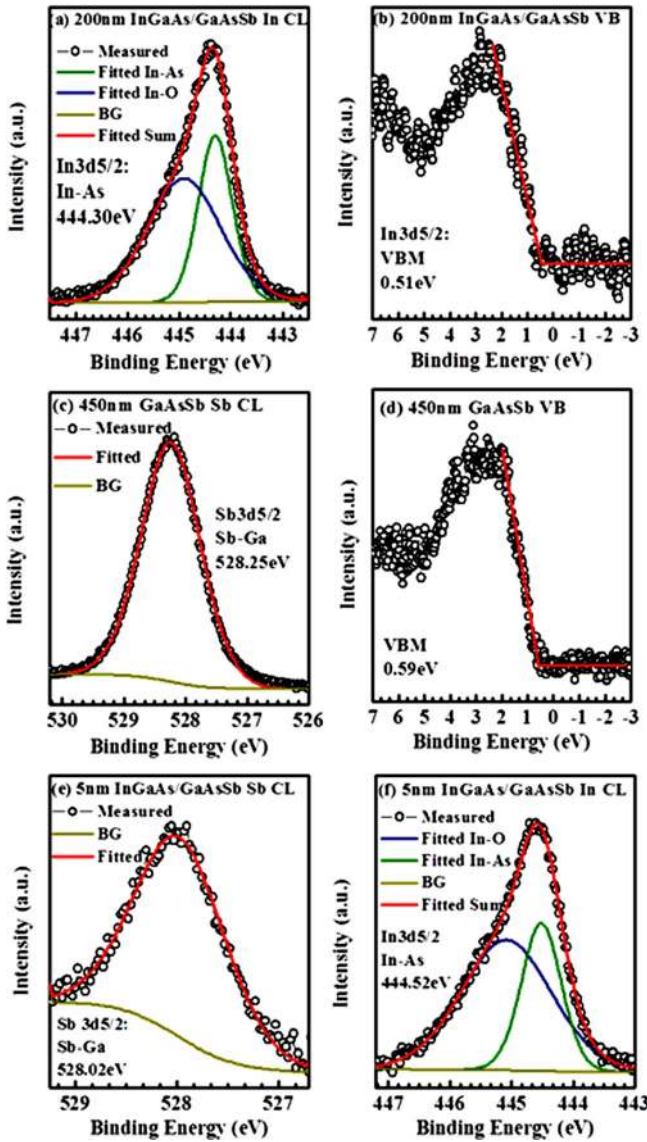 (a) 200nm InGaAs/GaAsSb In CL
Measured
Fitted In-As
Fitted In-O
BG
Fitted Sum
In3d5/2:
In-As
444.30eV
Intensity (a.u.)
447 446 445 444 443
Binding Energy (eV)
(b) 200nm InGaAs/GaAsSb VB
In3d5/2:
VBM
0.51eV
Intensity (a.u.)
7 6 5 4 3 2 1 0 -1 -2 -3
Binding Energy (eV)
(c) 450nm GaAsSb Sb CL
Measured
Fitted
BG
Sb3d5/2
Sb-Ga
528.25eV
Intensity (a.u.)
530 529 528 527 526
Binding Energy (eV)
(d) 450nm GaAsSb VB
VBM
0.59eV
Intensity (a.u.)
7 6 5 4 3 2 1 0 -1 -2 -3
Binding Energy (eV)
(e) 5nm InGaAs/GaAsSb Sb CL
Measured
BG
Fitted
Sb 3d5/2:
Sb-Ga
528.02eV
Intensity (a.u.)
529 528 527
Binding Energy (eV)
(f) 5nm InGaAs/GaAsSb In CL
Measured
Fitted In-O
Fitted In-As
BG
Fitted Sum
In3d5/2
In-As
444.52eV
Intensity (a.u.)
447 446 445 444 443
Binding Energy (eV)